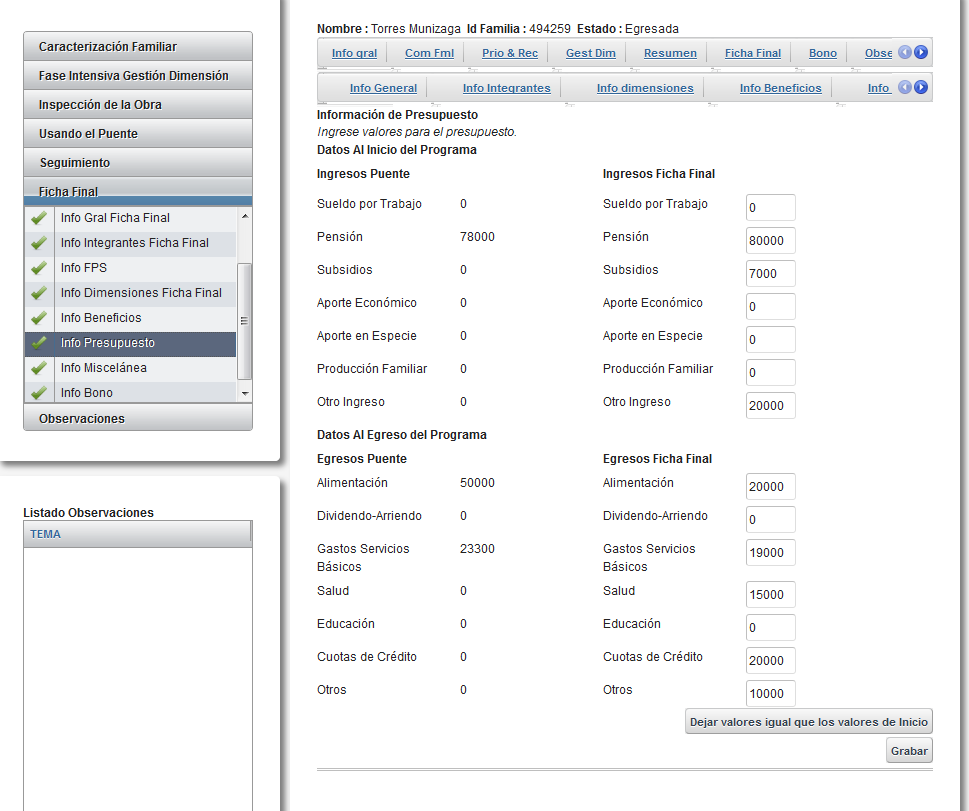 Caracterización Familiar
Fase Intensiva Gestión Dimensión
Inspección de la Obra
Usando el Puente
Seguimiento
Ficha Final
Info Gral Ficha Final
Info Integrantes Ficha Final
Info FPS
Info Dimensiones Ficha Final
Info Beneficios
Info Presupuesto
Info Miscelánea
Info Bono
Observaciones
Listado Observaciones
TEMA
Nombre : Torres Munizaga Id Familia : 494259 Estado : Egresada
Info gral Com Fml Prio & Rec Gest Dim Resumen Ficha Final Bono Obse
Info General Info Integrantes Info dimensiones Info Beneficios Info
Información de Presupuesto
Ingrese valores para el presupuesto.
Datos Al Inicio del Programa
Ingresos Puente Ingresos Ficha Final
Sueldo por Trabajo 0 Sueldo por Trabajo 0
Pensión 78000 Pensión 80000
Subsidios 0 Subsidios 7000
Aporte Económico 0 Aporte Económico 0
Aporte en Especie 0 Aporte en Especie 0
Producción Familiar 0 Producción Familiar 0
Otro Ingreso 0 Otro Ingreso 20000
Datos Al Egreso del Programa
Egresos Puente Egresos Ficha Final
Alimentación 50000 Alimentación 20000
Dividendo-Arriendo 0 Dividendo-Arriendo 0
Gastos Servicios 23300 Gastos Servicios 19000
Básicos Básicos
Salud 0 Salud 15000
Educación 0 Educación 0
Cuotas de Crédito 0 Cuotas de Crédito 20000
Otros 0 Otros 10000
Dejar valores igual que los valores de Inicio
Grabar